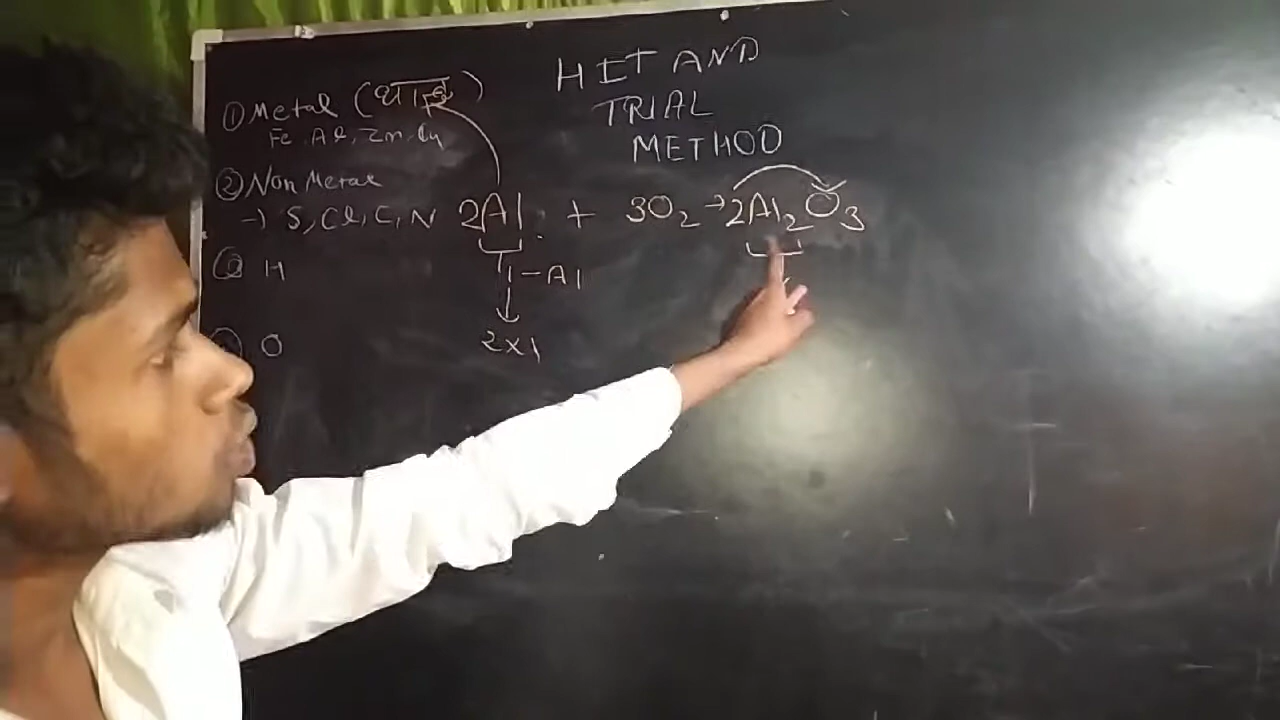 HIT AND
TRIAL
METHOD
① Metal (धातु)
Fe, Al, Zn, Cu
② Non Metal
→ S, Cl, C, N
③ H
O
2Al + 3O₂ → 2Al₂O₃
1 – Al
2×1